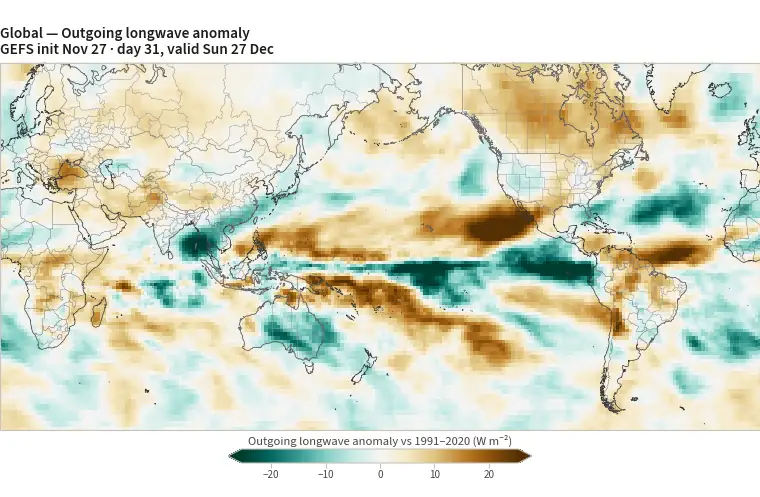 Global — Outgoing longwave anomaly
GEFS init Nov 27 · day 31, valid Sun 27 Dec
Outgoing longwave anomaly vs 1991–2020 (W m⁻²)
−20 −10 0 10 20